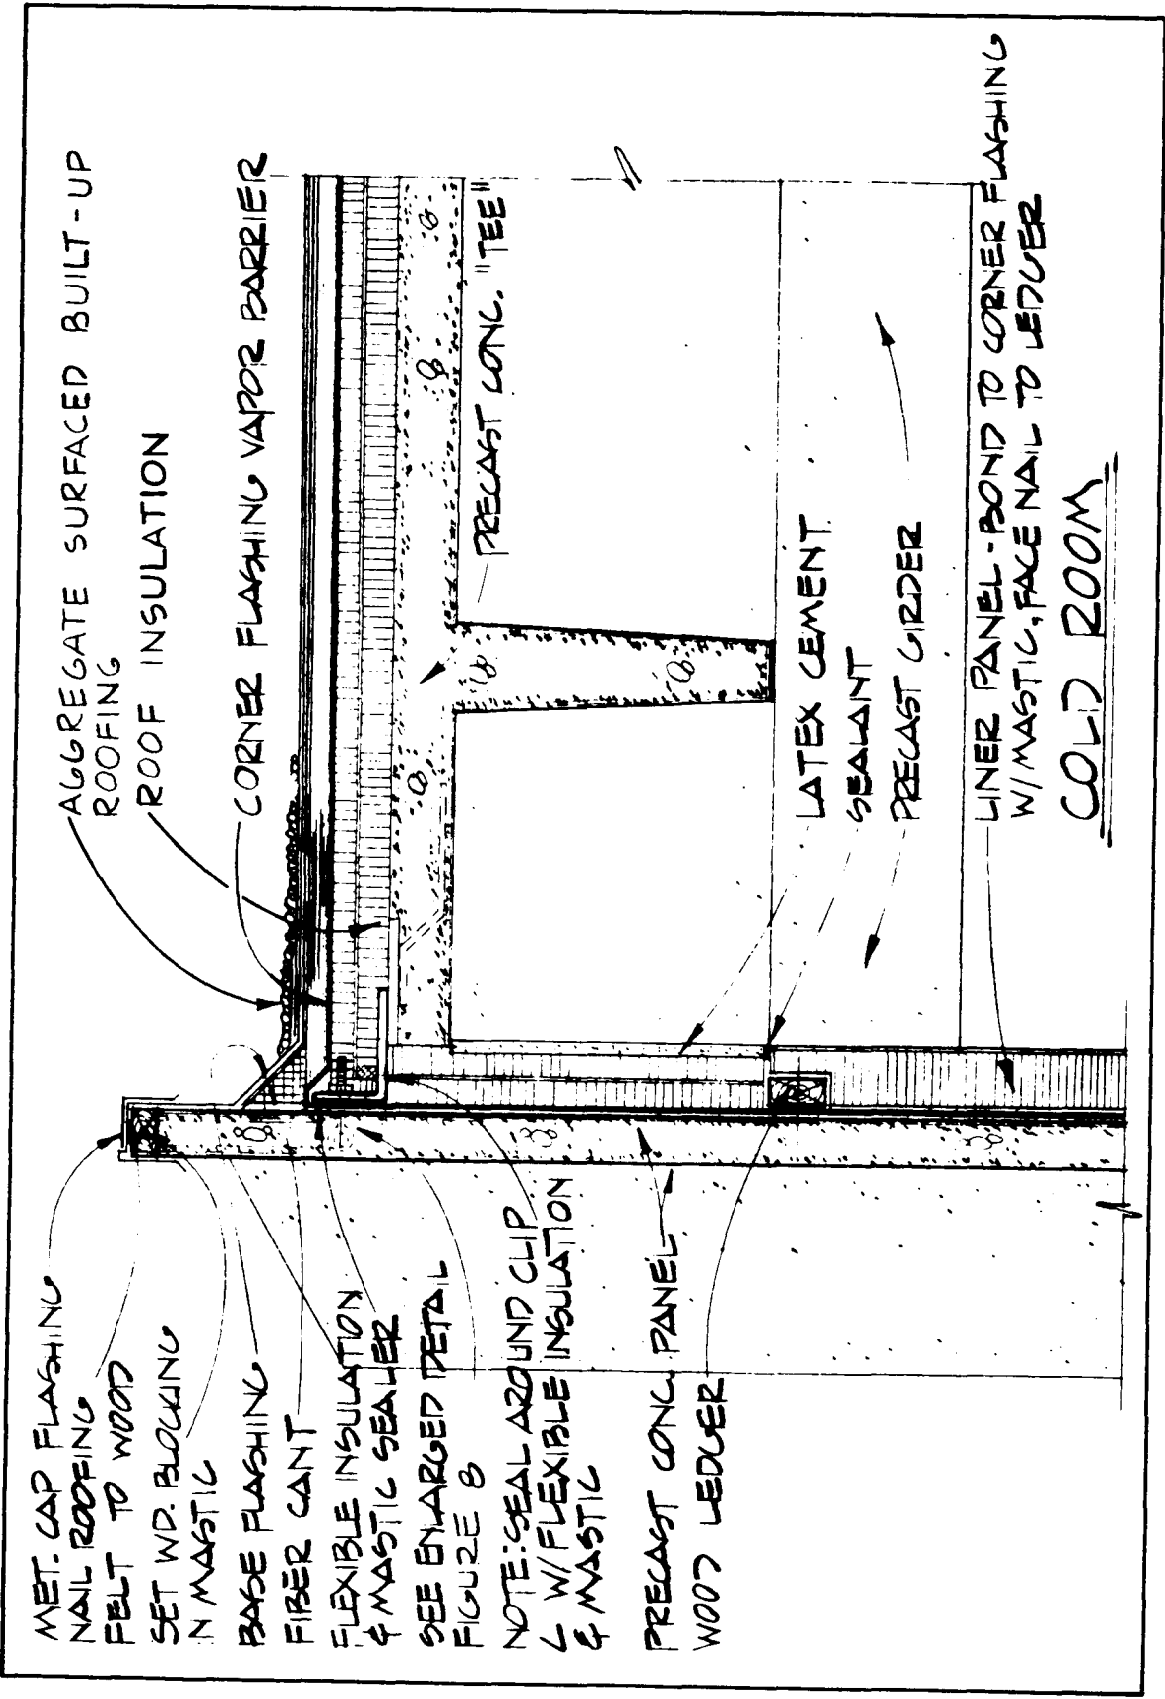 MET. CAP FLASHING
NAIL ROOFING
FELT TO WOOD
SET WD. BLOCKING
IN MASTIC
BASE FLASHING
FIBER CANT
FLEXIBLE INSULATION
& MASTIC SEALER
SEE ENLARGED DETAIL
FIGURE 8
NOTE: SEAL AROUND CLIP
L W/ FLEXIBLE INSULATION
& MASTIC
PRECAST CONC. PANEL
WOOD LEDGER
AGGREGATE SURFACED BUILT-UP
ROOFING
ROOF INSULATION
CORNER FLASHING VAPOR BARRIER
PRECAST CONC. "TEE"
LATEX CEMENT
SEALANT
PRECAST GIRDER
LINER PANEL-BOND TO CORNER FLASHING
W/MASTIC, FACE NAIL TO LEDGER
COLD ROOM